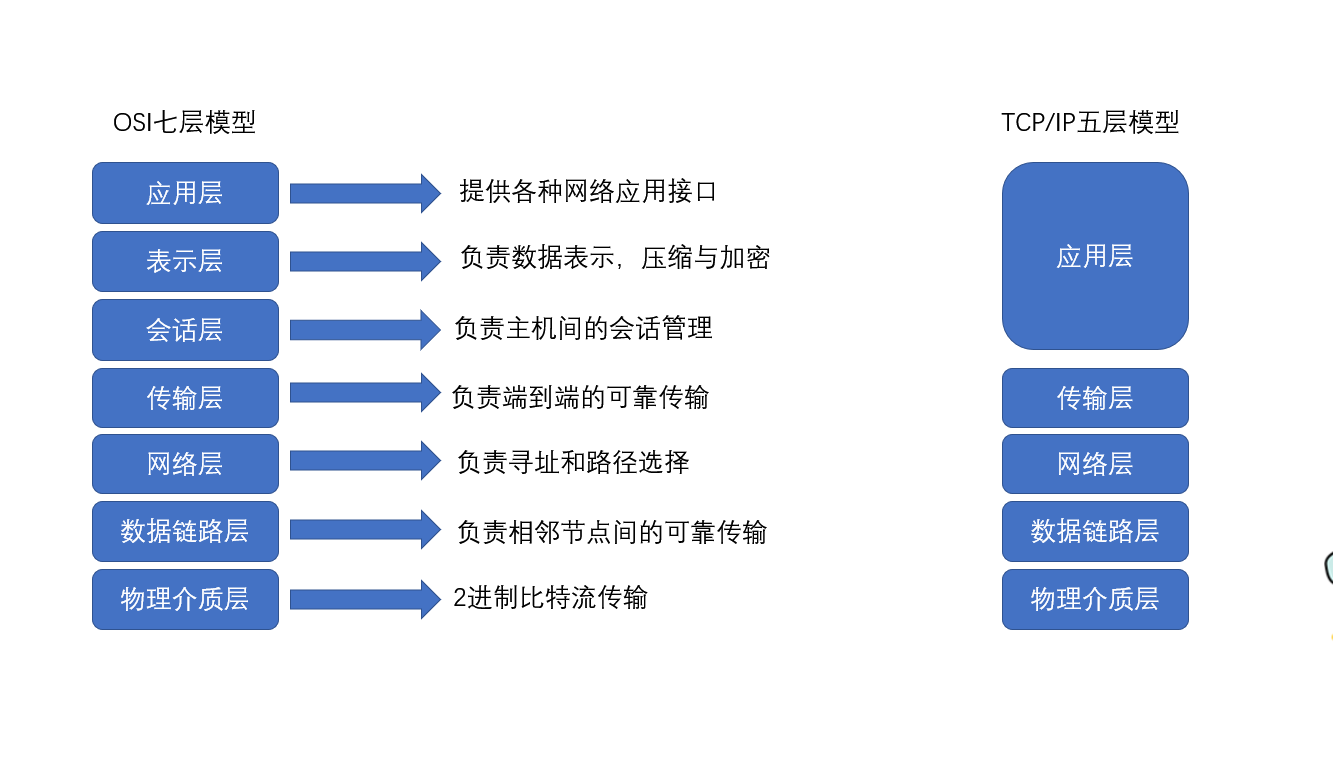 OSI七层模型
TCP/IP五层模型
应用层
提供各种网络应用接口
表示层
负责数据表示，压缩与加密
会话层
负责主机间的会话管理
传输层
负责端到端的可靠传输
网络层
负责寻址和路径选择
数据链路层
负责相邻节点间的可靠传输
物理介质层
2进制比特流传输
应用层
传输层
网络层
数据链路层
物理介质层